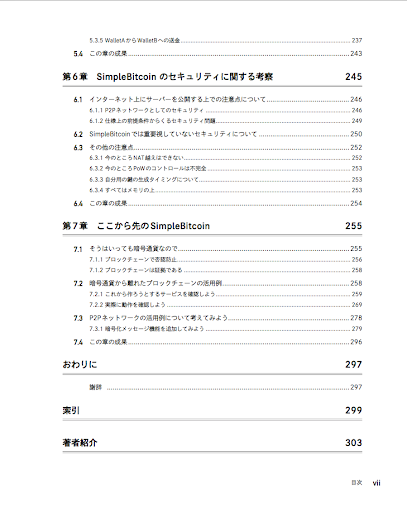 5.3.5 WalletAからWalletBへの送金 237
5.4 この章の成果 243
第6章 SimpleBitcoin のセキュリティに関する考察 245
6.1 インターネット上にサーバーを公開する上での注意点について 246
6.1.1 P2Pネットワークとしてのセキュリティ 246
6.1.2 仕様上の前提条件からくるセキュリティ問題 249
6.2 SimpleBitcoinでは重要視していないセキュリティについて 250
6.3 その他の注意点 252
6.3.1 今のところNAT越えはできない 252
6.3.2 今のところPoWのコントロールは不完全 253
6.3.3 自分用の鍵の生成タイミングについて 253
6.3.4 すべてはメモリの上 253
6.4 この章の成果 254
第7章 ここから先のSimpleBitcoin 255
7.1 そうはいっても暗号通貨なので 255
7.1.1 ブロックチェーンで否認防止 256
7.1.2 ブロックチェーンは証拠である 258
7.2 暗号通貨から離れたブロックチェーンの活用例 258
7.2.1 これから作ろうとするサービスを確認しよう 259
7.2.2 実際に動作を確認しよう 269
7.3 P2Pネットワークの活用例について考えてみよう 278
7.3.1 暗号化メッセージ機能を追加してみよう 279
7.4 この章の成果 296
おわりに 297
謝辞 297
索引 299
著者紹介 303
目次 vii